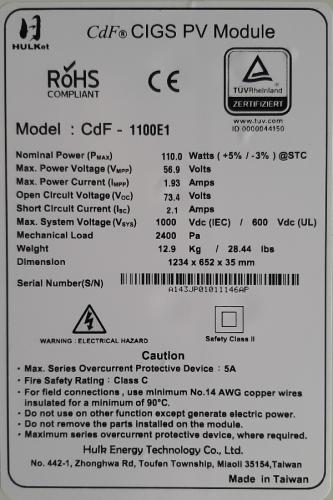 HULKet
CdF® CIGS PV Module
RoHS
COMPLIANT
CE
TÜVRheinland
ZERTIFIZIERT
www.tuv.com
ID 0000044150
Model : CdF - 1100E1
Nominal Power (PMAX) 110.0 Watts (+5% / -3% ) @STC
Max. Power Voltage (VMPP) 56.9 Volts
Max. Power Current (IMPP) 1.93 Amps
Open Circuit Voltage (VOC) 73.4 Volts
Short Circuit Current (ISC) 2.1 Amps
Max. System Voltage (VSYS) 1000 Vdc (IEC) / 600 Vdc (UL)
Mechanical Load 2400 Pa
Weight 12.9 Kg / 28.44 lbs
Dimension 1234 x 652 x 35 mm
Serial Number(S/N)
A143JP01011146AP
WARNING : ELECTRICAL HAZARD
Safety Class II
Caution
• Max. Series Overcurrent Protective Device : 5A
• Fire Safety Rating : Class C
• For field connections , use minimum No.14 AWG copper wires
insulated for a minimum of 90°C.
• Do not use on other function except generate electric power.
• Do not remove the parts installed on the module.
• Maximum series overcurrent protective device, where required.
Hulk Energy Technology Co., Ltd.
No. 442-1, Zhonghwa Rd, Toufen Township, Miaoli 35154,Taiwan
Made in Taiwan